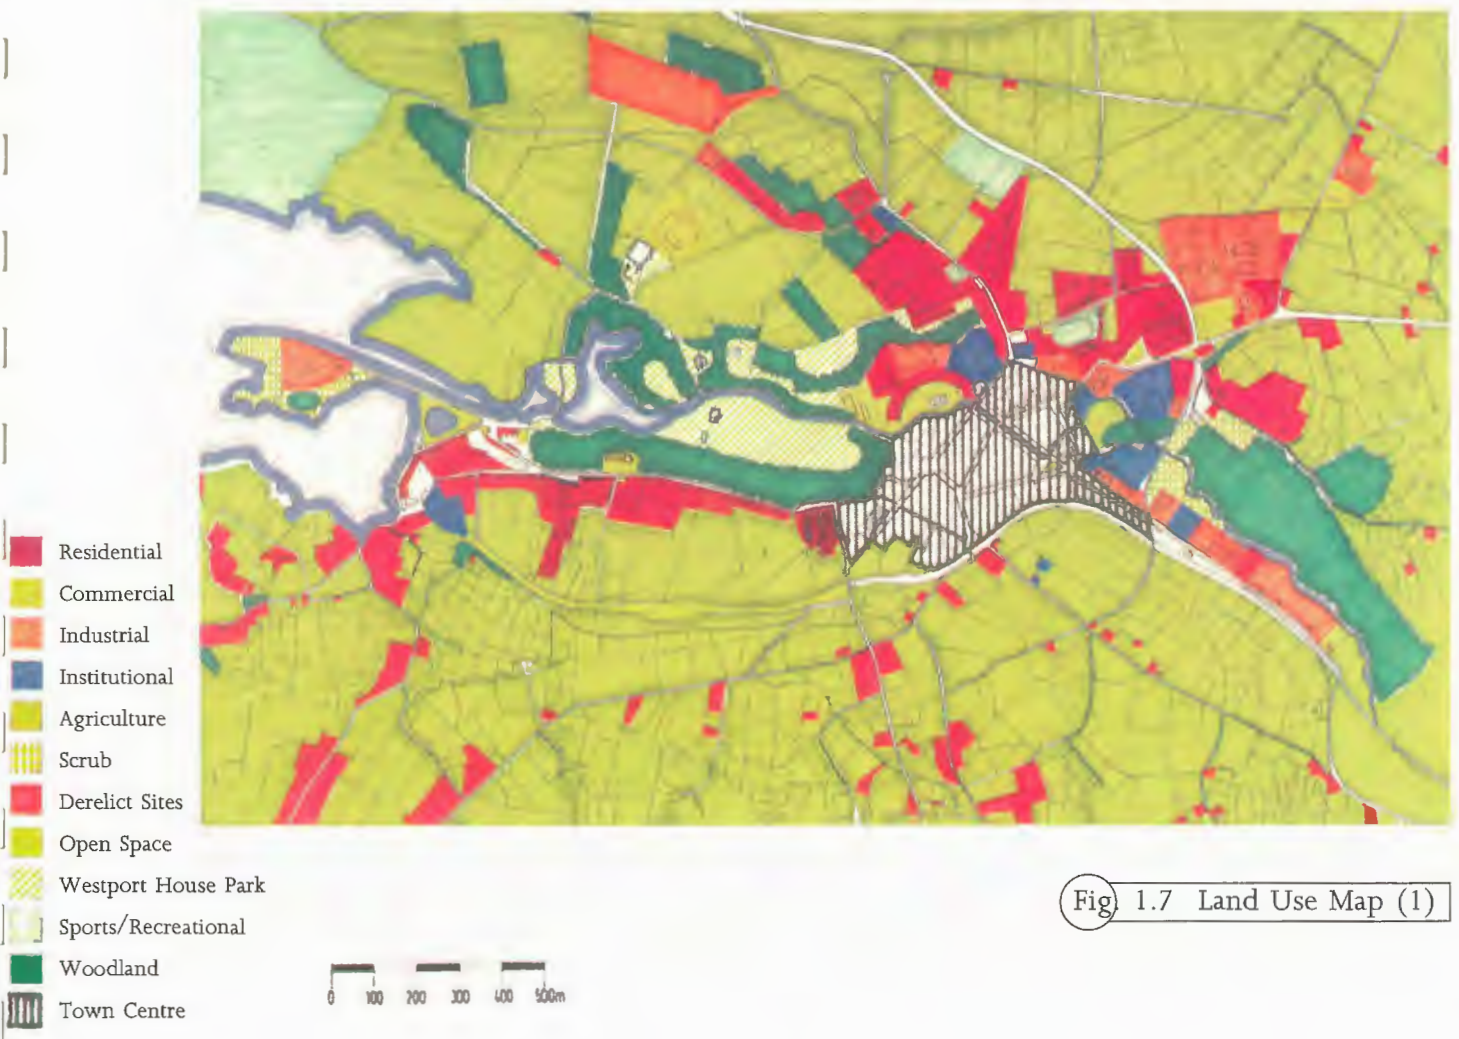 Residential
Commercial
Industrial
Institutional
Agriculture
Scrub
Derelict Sites
Open Space
Westport House Park
Sports/Recreational
Woodland
Town Centre
0 100 200 300 400 500m
Fig. 1.7 Land Use Map (1)